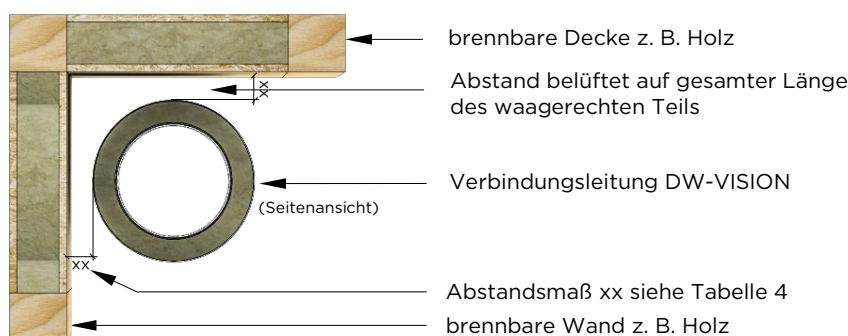 brennbare Decke z. B. Holz
xx
Abstand belüftet auf gesamter Länge
des waagerechten Teils
Verbindungsleitung DW-VISION
(Seitenansicht)
xx
Abstandsmaß xx siehe Tabelle 4
brennbare Wand z. B. Holz